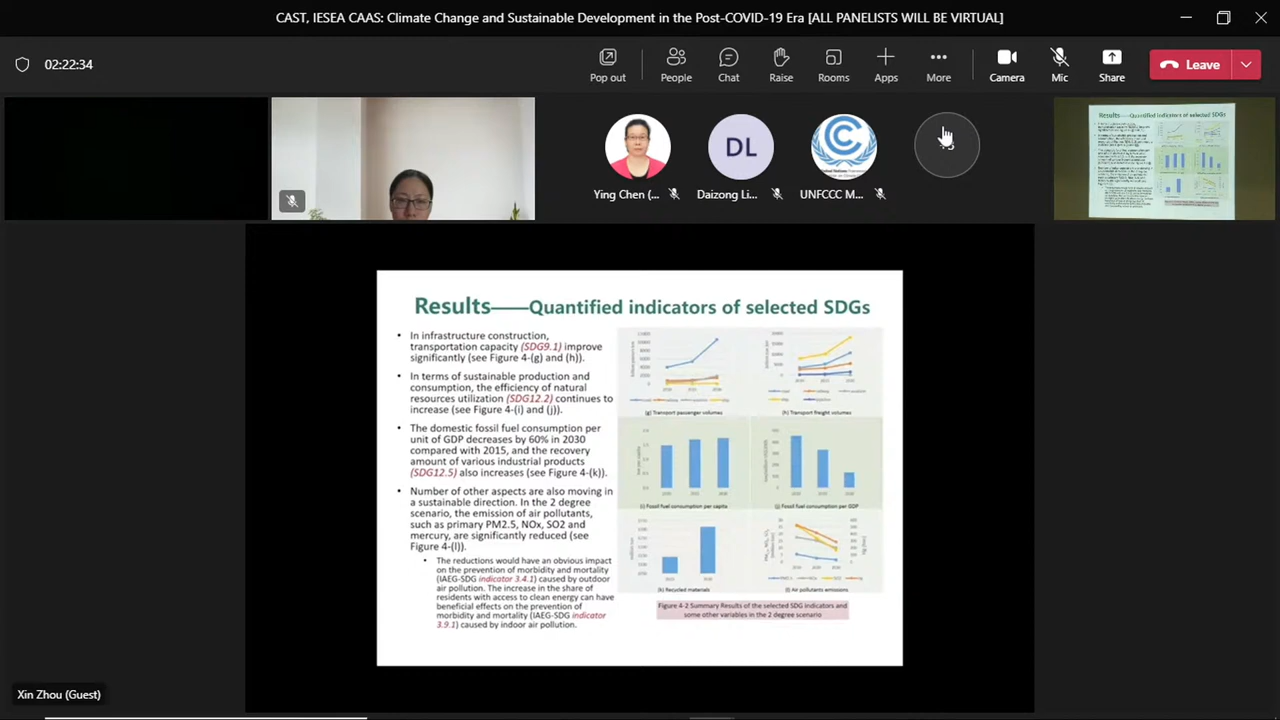 CAST, IESEA CAAS: Climate Change and Sustainable Development in the Post-COVID-19 Era [ALL PANELISTS WILL BE VIRTUAL]
02:22:34
Pop out
People
Chat
Raise
Rooms
Apps
More
Camera
Mic
Share
Leave
DL
Ying Chen (...
Daizong Li...
UNFCCC M...
Results——Quantified indicators of selected SDGs
• In infrastructure construction,
transportation capacity (SDG9.1) improve
significantly (see Figure 4-(g) and (h)).
• In terms of sustainable production and
consumption, the efficiency of natural
resources utilization (SDG12.2) continues to
increase (see Figure 4-(i) and (j)).
• The domestic fossil fuel consumption per
unit of GDP decreases by 60% in 2030
compared with 2015, and the recovery
amount of various industrial products
(SDG12.5) also increases (see Figure 4-(k)).
• Number of other aspects are also moving in
a sustainable direction. In the 2 degree
scenario, the emission of air pollutants,
such as primary PM2.5, NOx, SO2 and
mercury, are significantly reduced (see
Figure 4-(l)).
• The reductions would have an obvious impact
on the prevention of morbidity and mortality
(IAEG-SDG indicator 3.4.1) caused by outdoor
air pollution. The increase in the share of
residents with access to clean energy can have
beneficial effects on the prevention of
morbidity and mortality (IAEG-SDG indicator
3.9.1) caused by indoor air pollution.
(g) Transport passenger volumes
(h) Transport freight volumes
(i) Fossil fuel consumption per capita
(j) Fossil fuel consumption per GDP
(k) Recycled materials
(l) Air pollutants emissions
Figure 4-2 Summary Results of the selected SDG indicators and
some other variables in the 2 degree scenario
Xin Zhou (Guest)